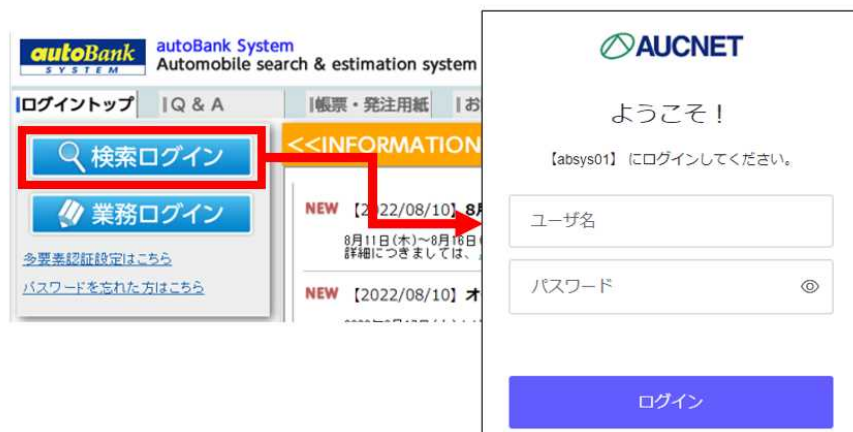 autoBank
SYSTEM
autoBank System
Automobile search & estimation system
ログイントップ
Q & A
帳票・発注用紙
お
検索ログイン
業務ログイン
多要素認証設定はこちら
パスワードを忘れた方はこちら
<<INFORMATION
NEW 【2022/08/10】8月
8月11日(木)~8月16日(
詳細につきましては、
NEW 【2022/08/10】オ
AUCNET
ようこそ！
【absys01】 にログインしてください。
ユーザ名
パスワード
ログイン